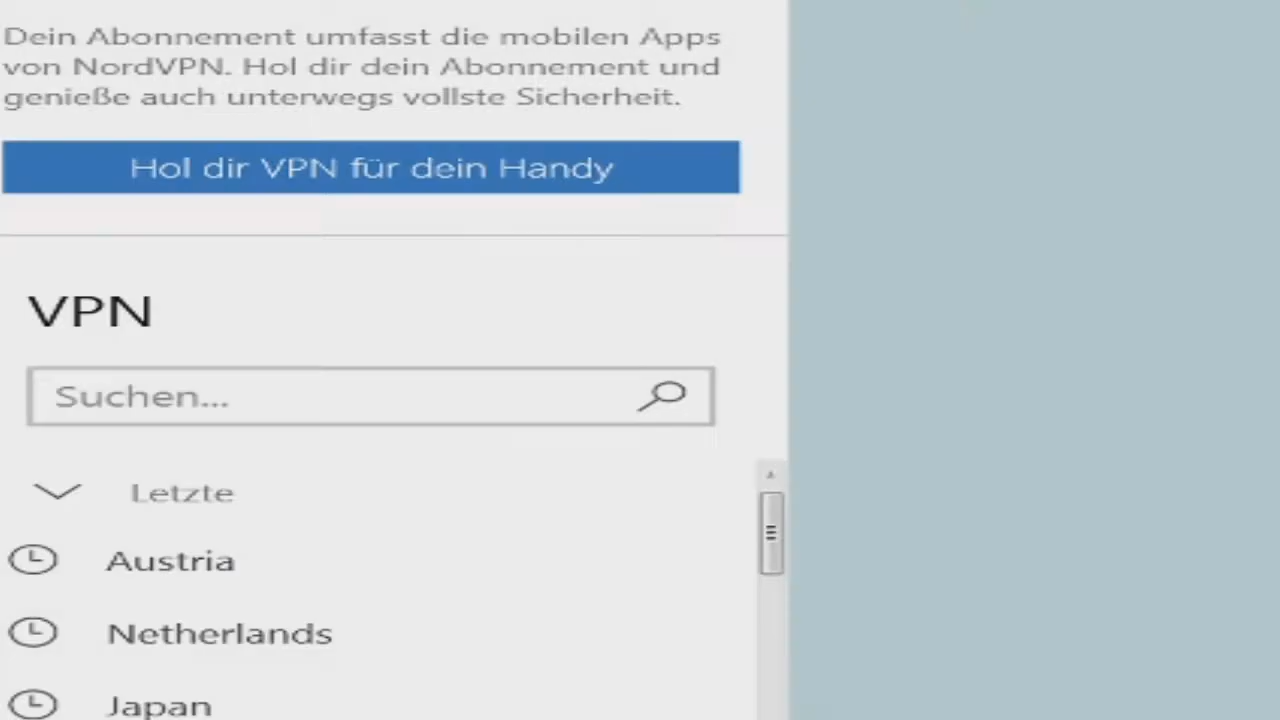 Dein Abonnement umfasst die mobilen Apps
von NordVPN. Hol dir dein Abonnement und
genieße auch unterwegs vollste Sicherheit.
Hol dir VPN für dein Handy
VPN
Suchen...
Letzte
Austria
Netherlands
Japan